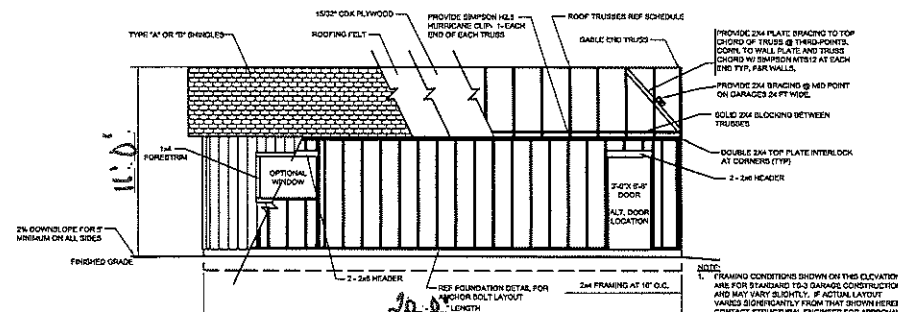 15/32" CDX PLYWOOD
ROOFING FELT
TYPE "A" OR "B" SHINGLES
PROVIDE SIMPSON H2.5
HURRICANE CLIP- 1-EACH
END OF EACH TRUSS
ROOF TRUSSES REF SCHEDULE
GABLE END TRUSS
PROVIDE 2X4 PLATE BRACING TO TOP
CHORD OF TRUSS @ THIRD-POINTS.
CONN. TO WALL PLATE AND TRUSS
CHORD W/ SIMPSON MTS12 AT EACH
END TYP. F&R WALLS.
PROVIDE 2X4 BRACING @ MID POINT
ON GARAGES 24 FT WIDE.
SOLID 2X4 BLOCKING BETWEEN
TRUSSES
DOUBLE 2X4 TOP PLATE INTERLOCK
AT CORNERS (TYP)
2 - 2x6 HEADER
1x4
FORESTRIM
OPTIONAL
WINDOW
DOOR
ALT. DOOR
LOCATION
2% DOWNSLOPE FOR 5'
MINIMUM ON ALL SIDES
FINISHED GRADE
2 - 2x6 HEADER
REF FOUNDATION DETAIL FOR
ANCHOR BOLT LAYOUT
LENGTH
2x4 FRAMING AT 16" O.C.
NOTE:
1. FRAMING CONDITIONS SHOWN ON THIS ELEVATION
ARE FOR STANDARD GARAGE CONSTRUCTION
AND MAY VARY SLIGHTLY. IF ACTUAL LAYOUT
VARIES SIGNIFICANTLY FROM THAT SHOWN HEREIN
CONTACT STRUCTURAL ENGINEER FOR APPROVAL